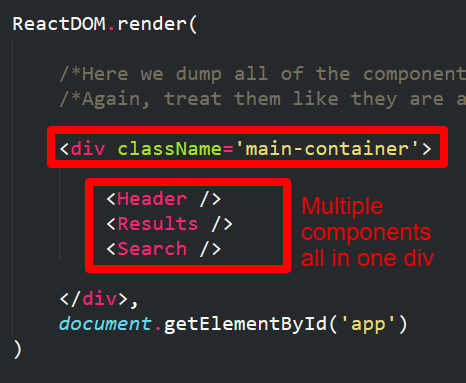 ReactDOM.render(
/*Here we dump all of the component
/*Again, treat them like they are a
<div className='main-container'>
<Header />
<Results />
<Search />
Multiple
components
all in one div
</div>,
document.getElementById('app')
)